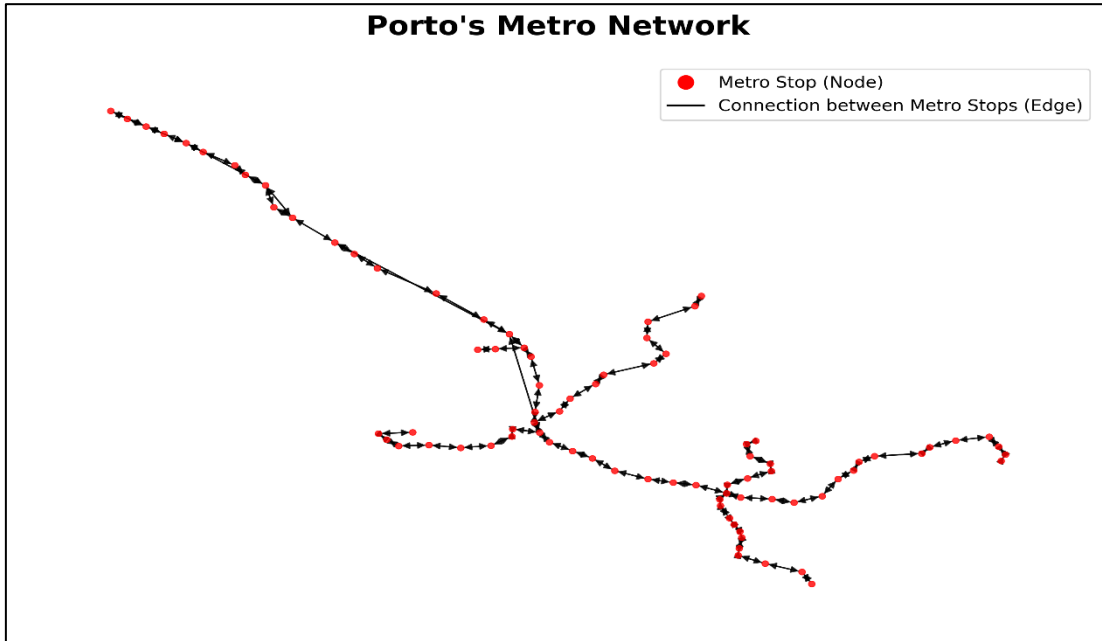 Porto's Metro Network
Metro Stop (Node)
Connection between Metro Stops (Edge)